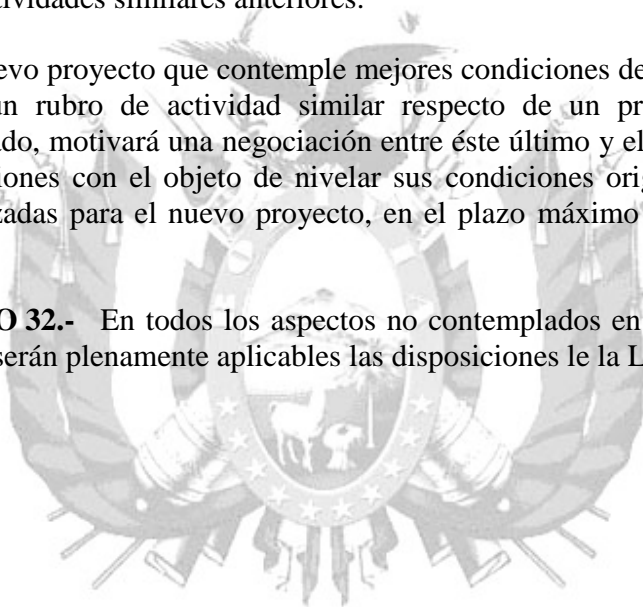 tividades similares anteriores.
evo proyecto que contemple mejores condiciones de
un rubro de actividad similar respecto de un pr
do, motivará una negociación entre éste último y el
iones con el objeto de nivelar sus condiciones orig
zadas para el nuevo proyecto, en el plazo máximo
O 32.- En todos los aspectos no contemplados en
serán plenamente aplicables las disposiciones le la L